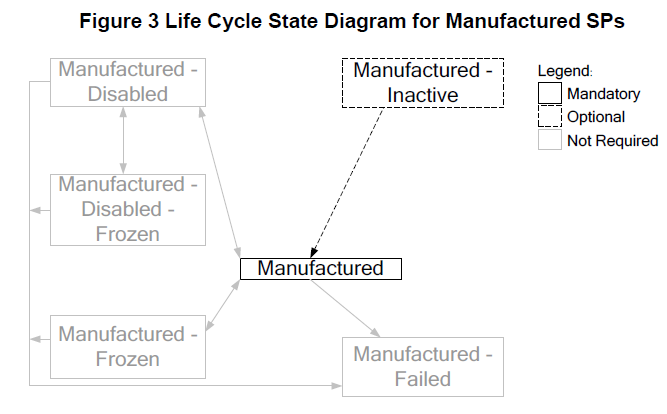 Figure 3 Life Cycle State Diagram for Manufactured SPs
Manufactured -
Disabled
Manufactured -
Inactive
Legend:
Mandatory
Optional
Not Required
Manufactured -
Disabled -
Frozen
Manufactured
Manufactured -
Frozen
Manufactured -
Failed